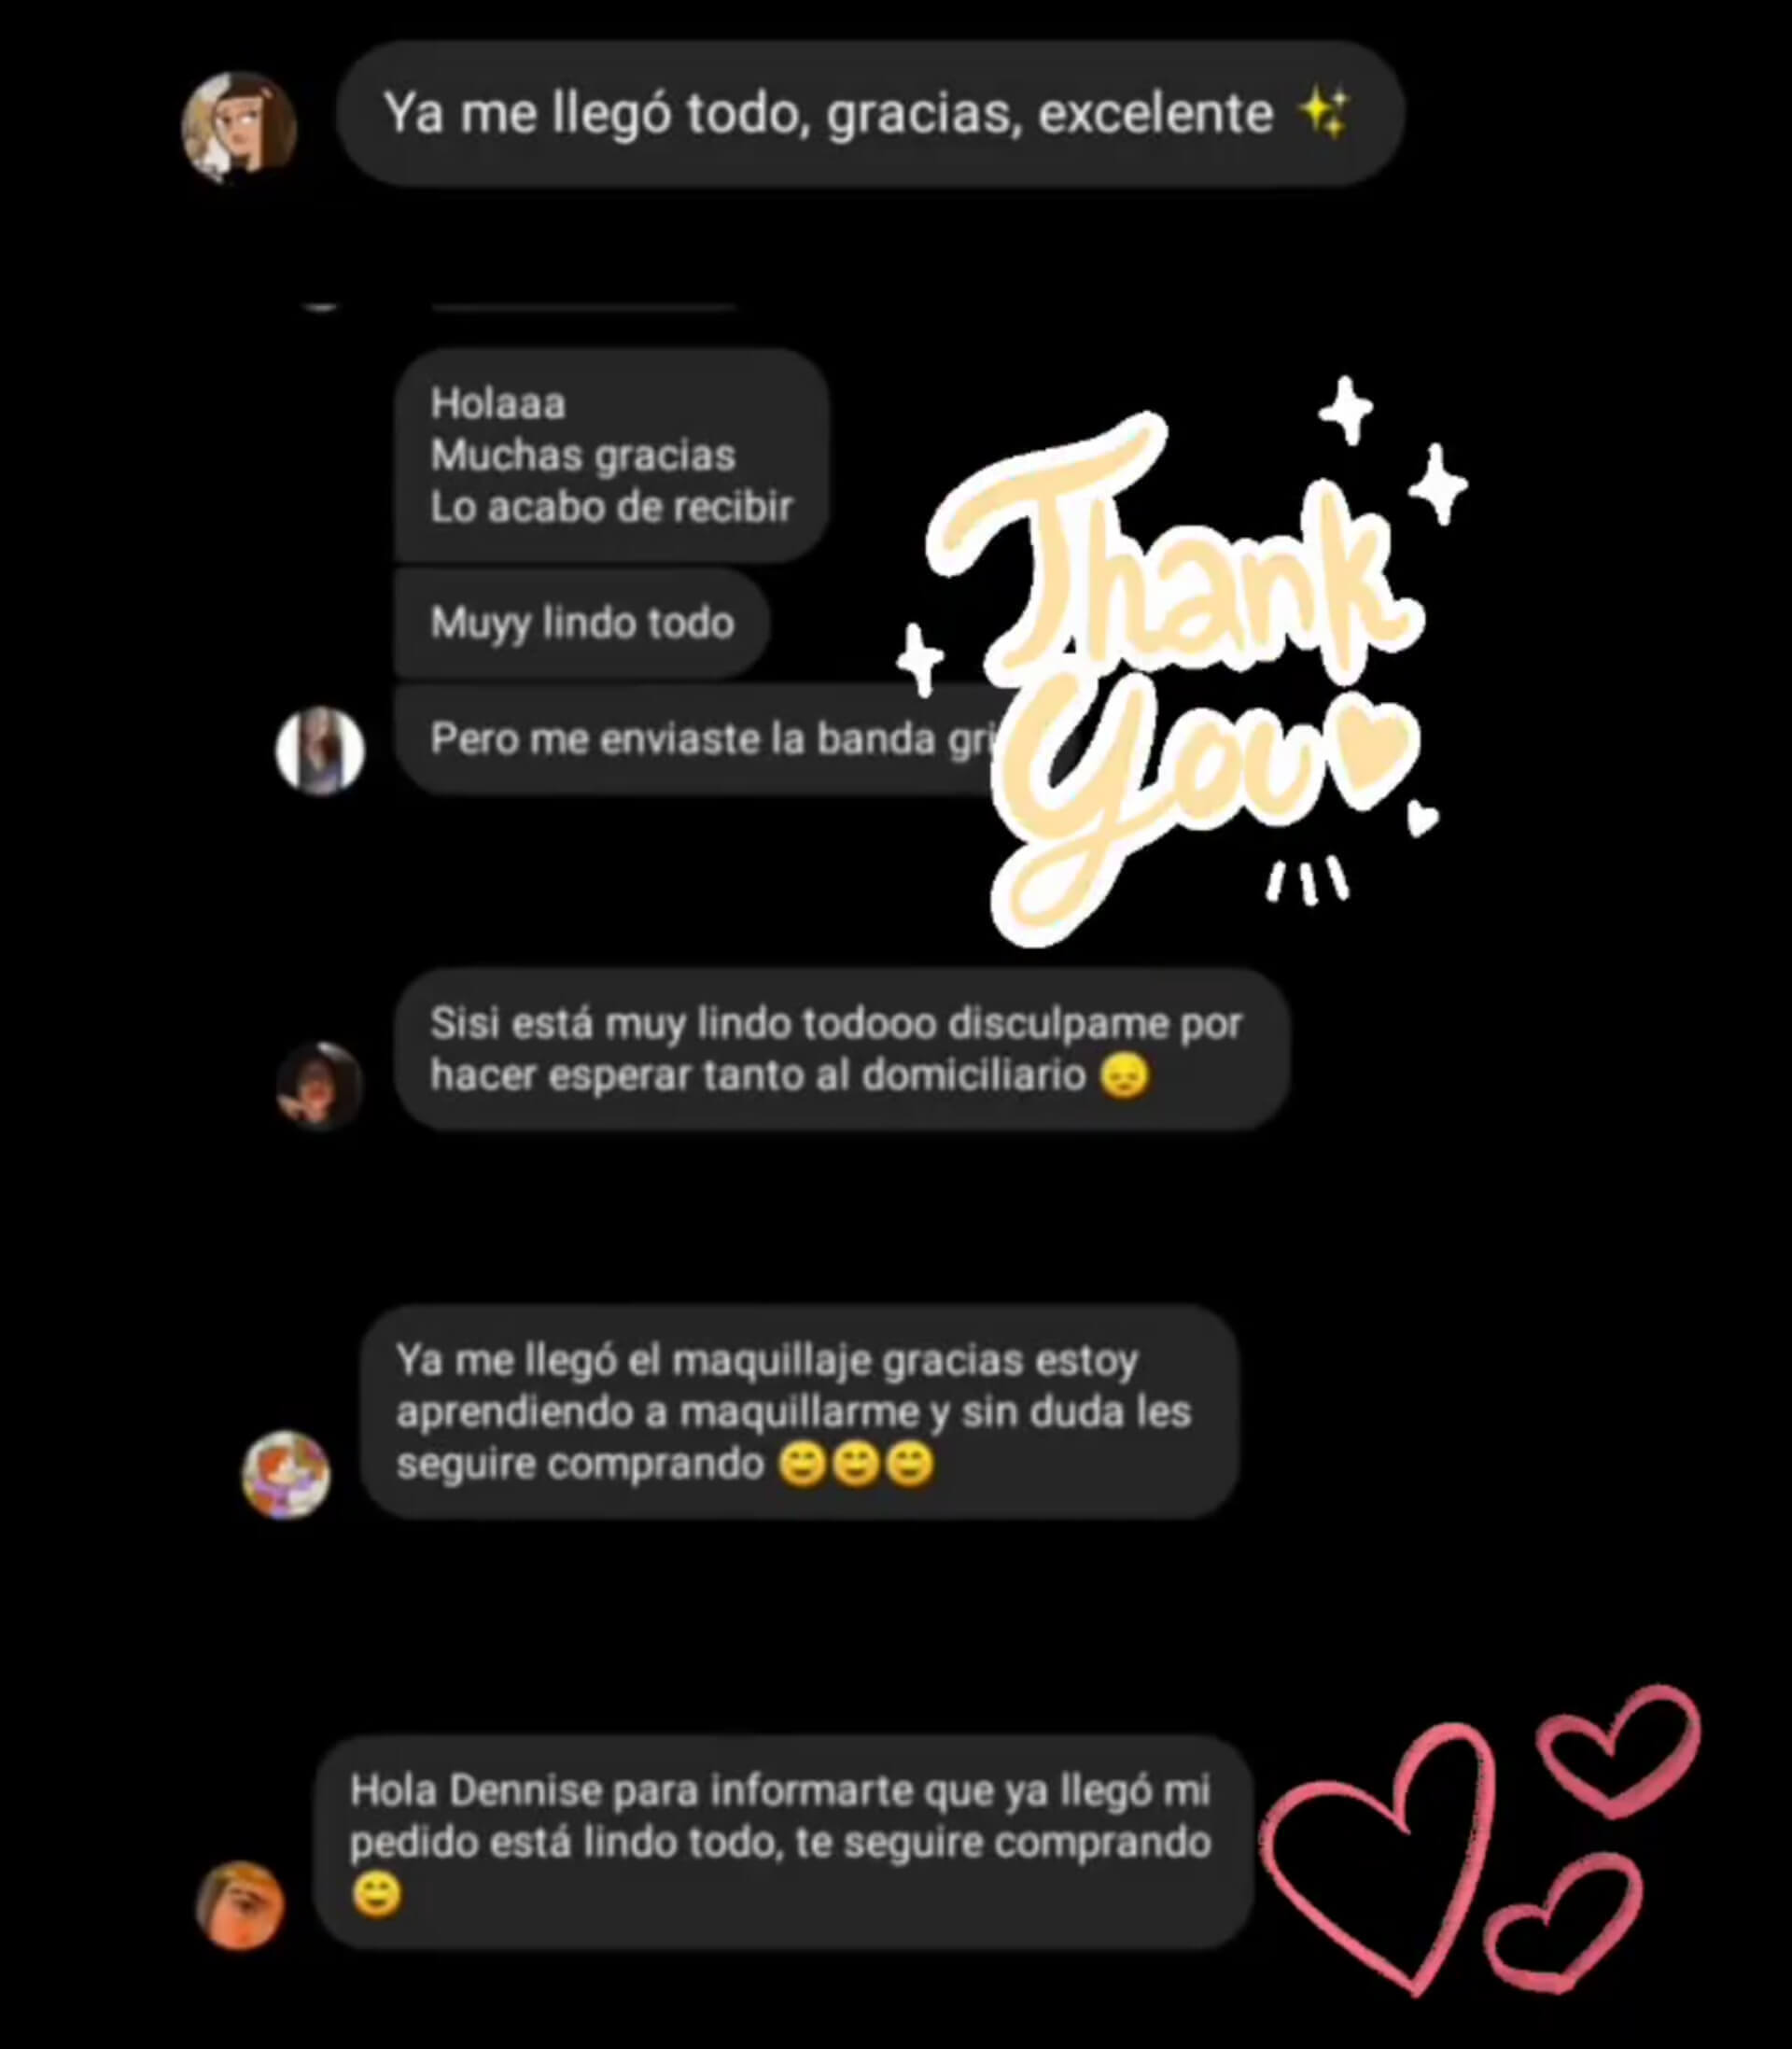 Ya me llegó todo, gracias, excelente ✨
Holaaa
Muchas gracias
Lo acabo de recibir
Muyy lindo todo
Pero me enviaste la banda
Thank
You
Sisi está muy lindo todooo disculpame por
hacer esperar tanto al domiciliario 😞
Ya me llegó el maquillaje gracias estoy
aprendiendo a maquillarme y sin duda les
seguire comprando 😊😊😊
Hola Dennise para informarte que ya llegó mi
pedido está lindo todo, te seguire comprando
😊